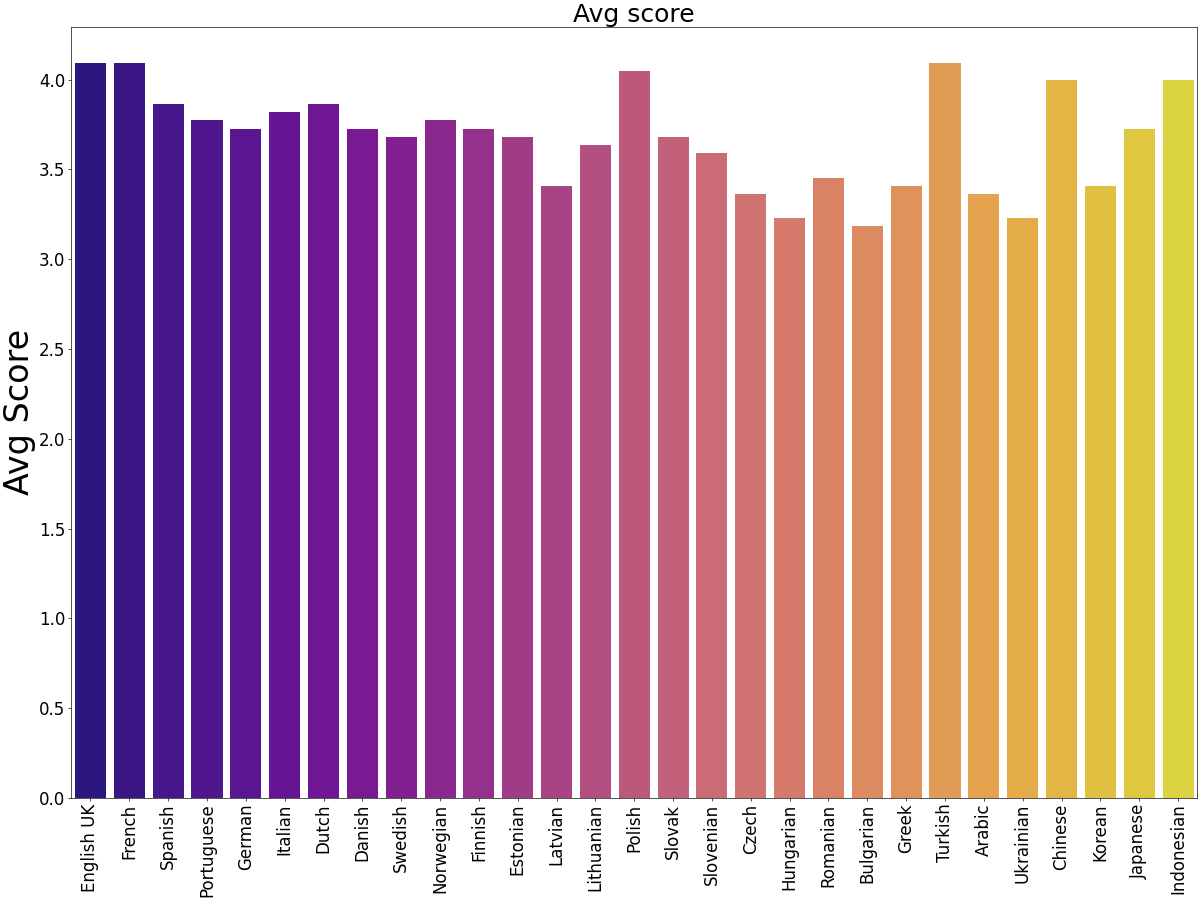 Avg score
Avg Score
4.0
3.5
3.0
2.5
2.0
1.5
1.0
0.5
0.0
English UK
French
Spanish
Portuguese
German
Italian
Dutch
Danish
Swedish
Norwegian
Finnish
Estonian
Latvian
Lithuanian
Polish
Slovak
Slovenian
Czech
Hungarian
Romanian
Bulgarian
Greek
Turkish
Arabic
Ukrainian
Chinese
Korean
Japanese
Indonesian